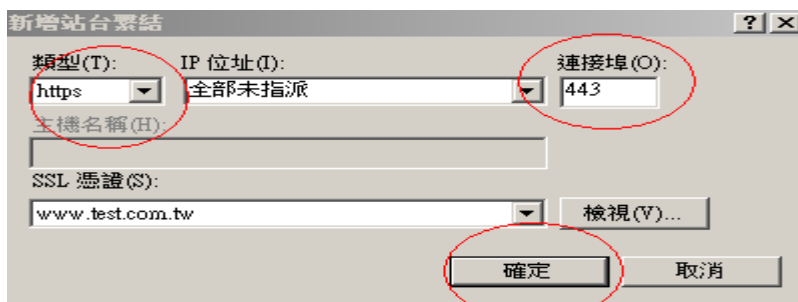 新增站台繫結
類型(T): IP 位址(I): 連接埠(O):
https 全部未指派 443
主機名稱(H):
SSL 憑證(S):
www.test.com.tw 檢視(V)...
確定 取消